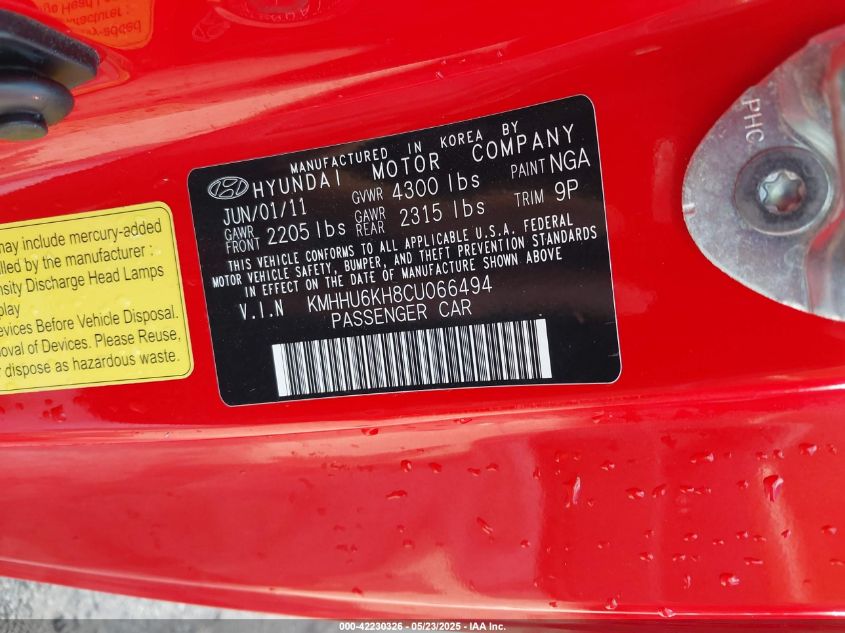 MANUFACTURED IN KOREA BY
HYUNDAI MOTOR COMPANY
JUN/01/11 GVWR 4300 lbs PAINT NGA
GAWR FRONT 2205 lbs GAWR REAR 2315 lbs TRIM 9P
THIS VEHICLE CONFORMS TO ALL APPLICABLE U.S.A. FEDERAL
MOTOR VEHICLE SAFETY, BUMPER, AND THEFT PREVENTION STANDARDS
IN EFFECT ON THE DATE OF MANUFACTURE SHOWN ABOVE
V.I.N KMHHU6KH8CU066494
PASSENGER CAR
may include mercury-added
lled by the manufacturer :
nsity Discharge Head Lamps
play
evices Before Vehicle Disposal.
oval of Devices. Please Reuse,
r dispose as hazardous waste.
PHC
000-42230326 - 05/23/2025 - IAA Inc.